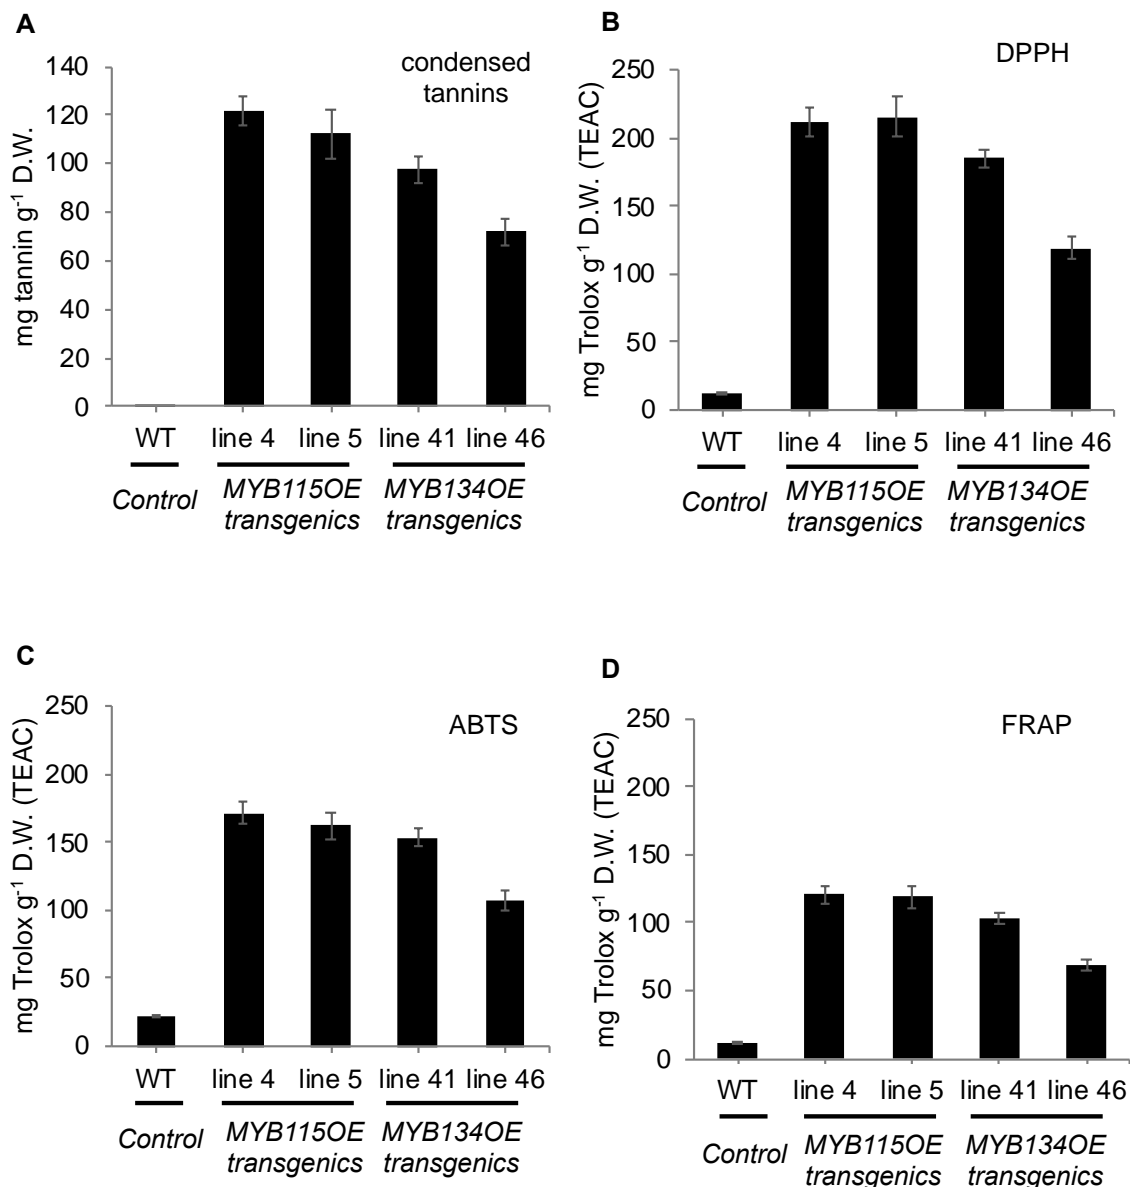 A
condensed
tannins
mg tannin g-1 D.W.
140
120
100
80
60
40
20
0
WT line 4 line 5 line 41 line 46
Control MYB115OE MYB134OE
transgenics transgenics
B
DPPH
mg Trolox g-1 D.W. (TEAC)
250
200
150
100
50
0
WT line 4 line 5 line 41 line 46
Control MYB115OE MYB134OE
transgenics transgenics
C
ABTS
mg Trolox g-1 D.W. (TEAC)
250
200
150
100
50
0
WT line 4 line 5 line 41 line 46
Control MYB115OE MYB134OE
transgenics transgenics
D
FRAP
mg Trolox g-1 D.W. (TEAC)
250
200
150
100
50
0
WT line 4 line 5 line 41 line 46
Control MYB115OE MYB134OE
transgenics transgenics